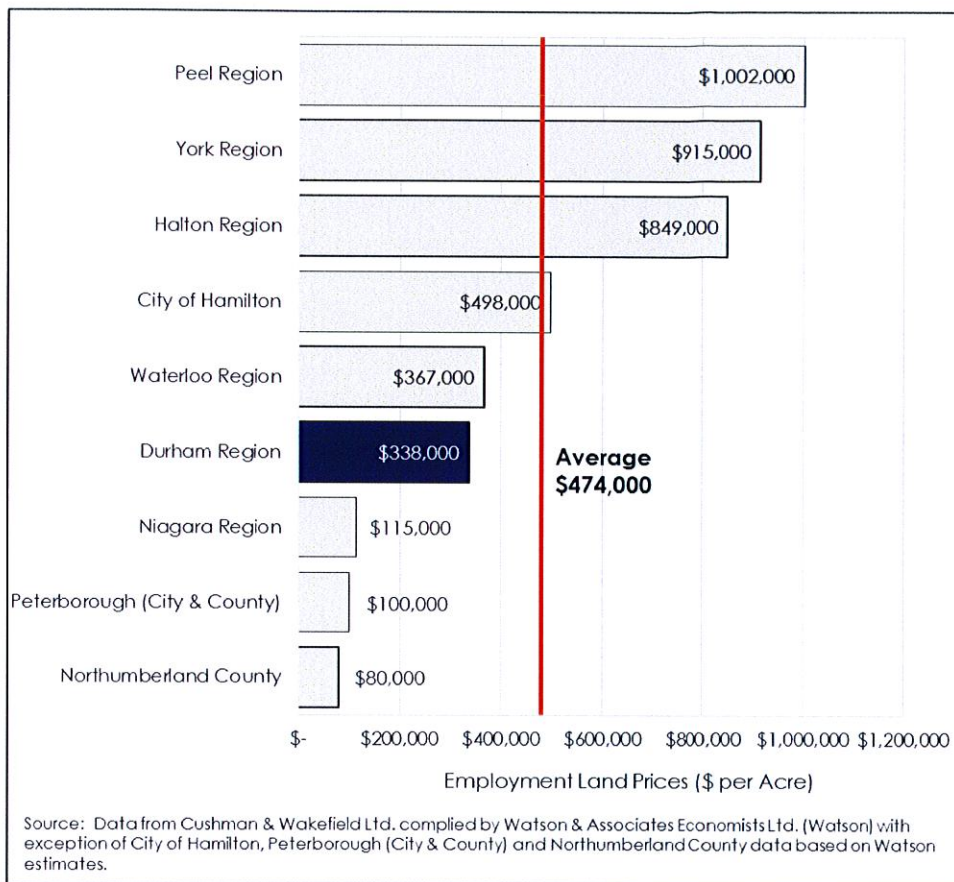 Peel Region
$1,002,000
York Region
$915,000
Halton Region
$849,000
City of Hamilton
$498,000
Waterloo Region
$367,000
Durham Region
$338,000
Average
$474,000
Niagara Region
$115,000
Peterborough (City & County)
$100,000
Northumberland County
$80,000
$- $200,000 $400,000 $600,000 $800,000 $1,000,000 $1,200,000
Employment Land Prices ($ per Acre)
Source: Data from Cushman & Wakefield Ltd. complied by Watson & Associates Economists Ltd. (Watson) with
exception of City of Hamilton, Peterborough (City & County) and Northumberland County data based on Watson
estimates.